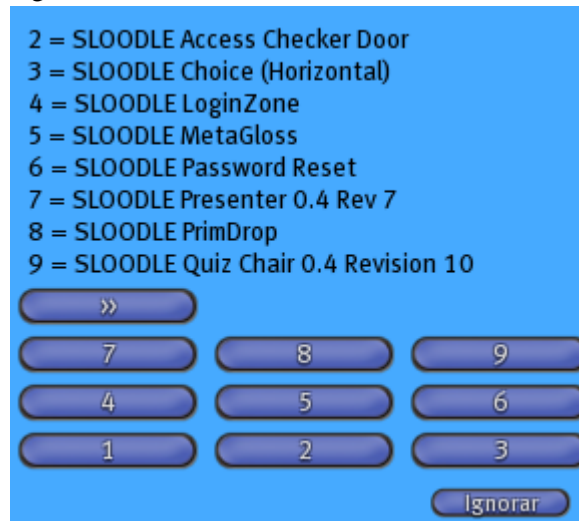 2 = SLOODLE Access Checker Door
3 = SLOODLE Choice (Horizontal)
4 = SLOODLE LoginZone
5 = SLOODLE MetaGloss
6 = SLOODLE Password Reset
7 = SLOODLE Presenter 0.4 Rev 7
8 = SLOODLE PrimDrop
9 = SLOODLE Quiz Chair 0.4 Revision 10
»
7 8 9
4 5 6
1 2 3
Ignorar